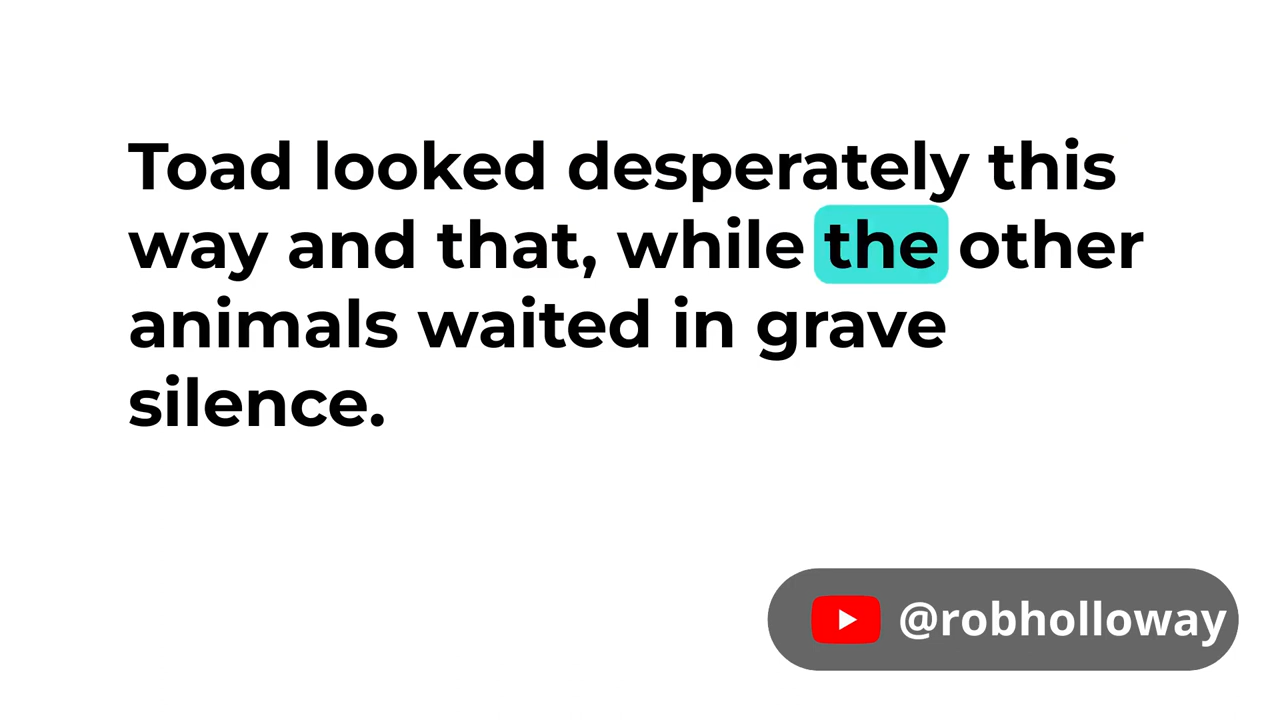 Toad looked desperately this
way and that, while the other
animals waited in grave
silence.
@robholloway